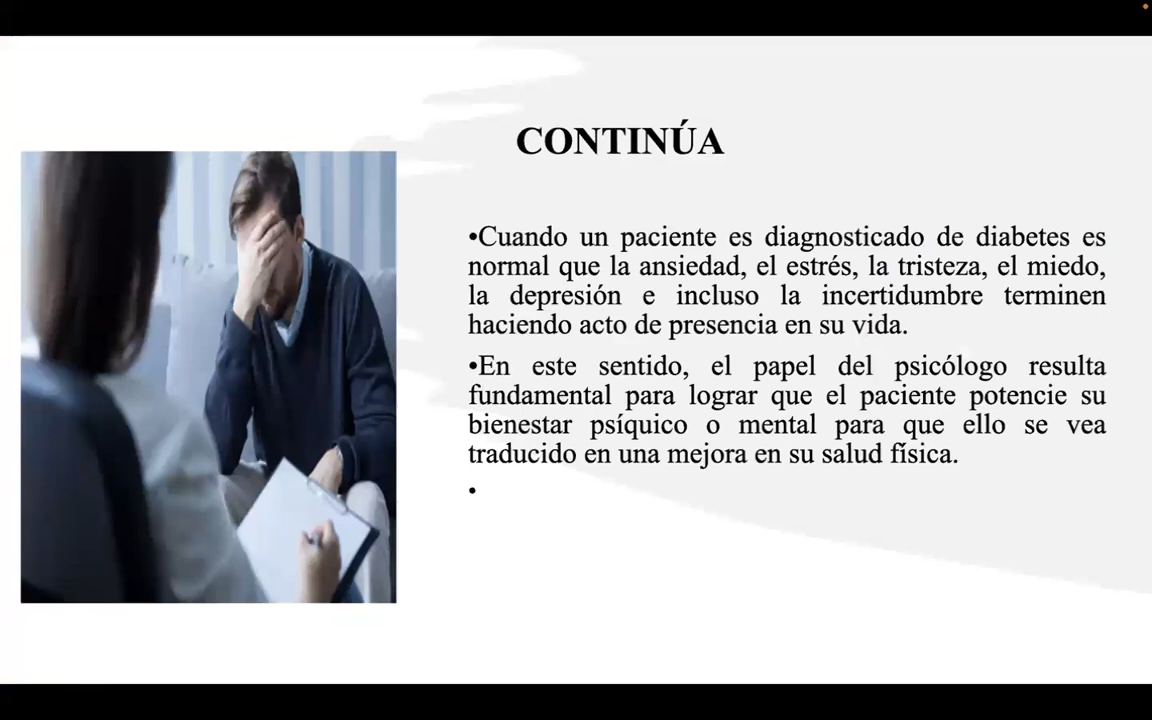 CONTINÚA
•Cuando un paciente es diagnosticado de diabetes es
normal que la ansiedad, el estrés, la tristeza, el miedo,
la depresión e incluso la incertidumbre terminen
haciendo acto de presencia en su vida.
•En este sentido, el papel del psicólogo resulta
fundamental para lograr que el paciente potencie su
bienestar psíquico o mental para que ello se vea
traducido en una mejora en su salud física.
•